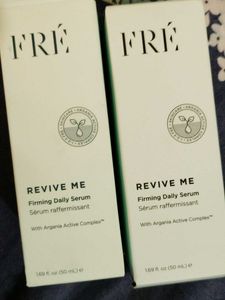 FRÉ
REVIVE ME
Firming Daily Serum
Sérum raffermissant
With Argania Active Complex™
1.69 fl.oz (50 mL) ℮
FRÉ
REVIVE ME
Firming Daily Serum
Sérum raffermissant
With Argania Active Complex™
1.69 fl.oz (50 mL) ℮